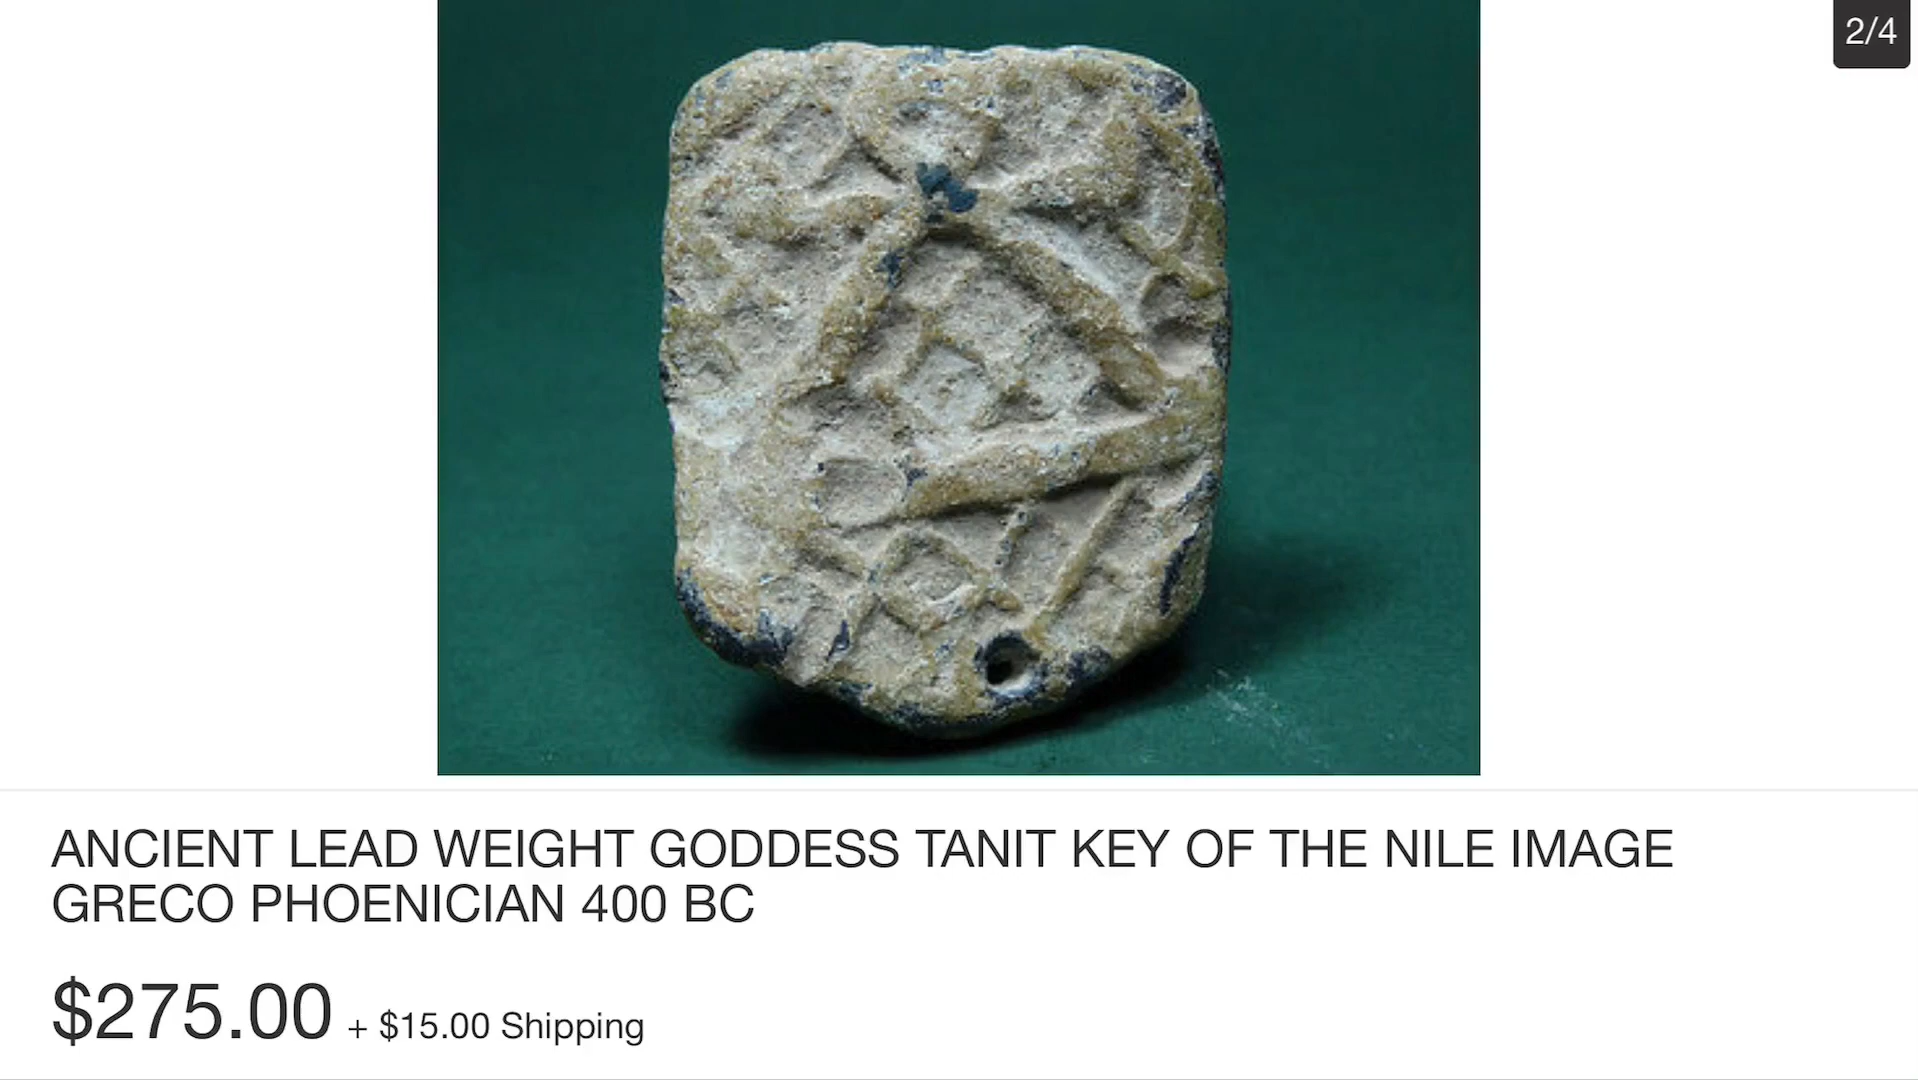 2/4
ANCIENT LEAD WEIGHT GODDESS TANIT KEY OF THE NILE IMAGE
GRECO PHOENICIAN 400 BC
$275.00 + $15.00 Shipping